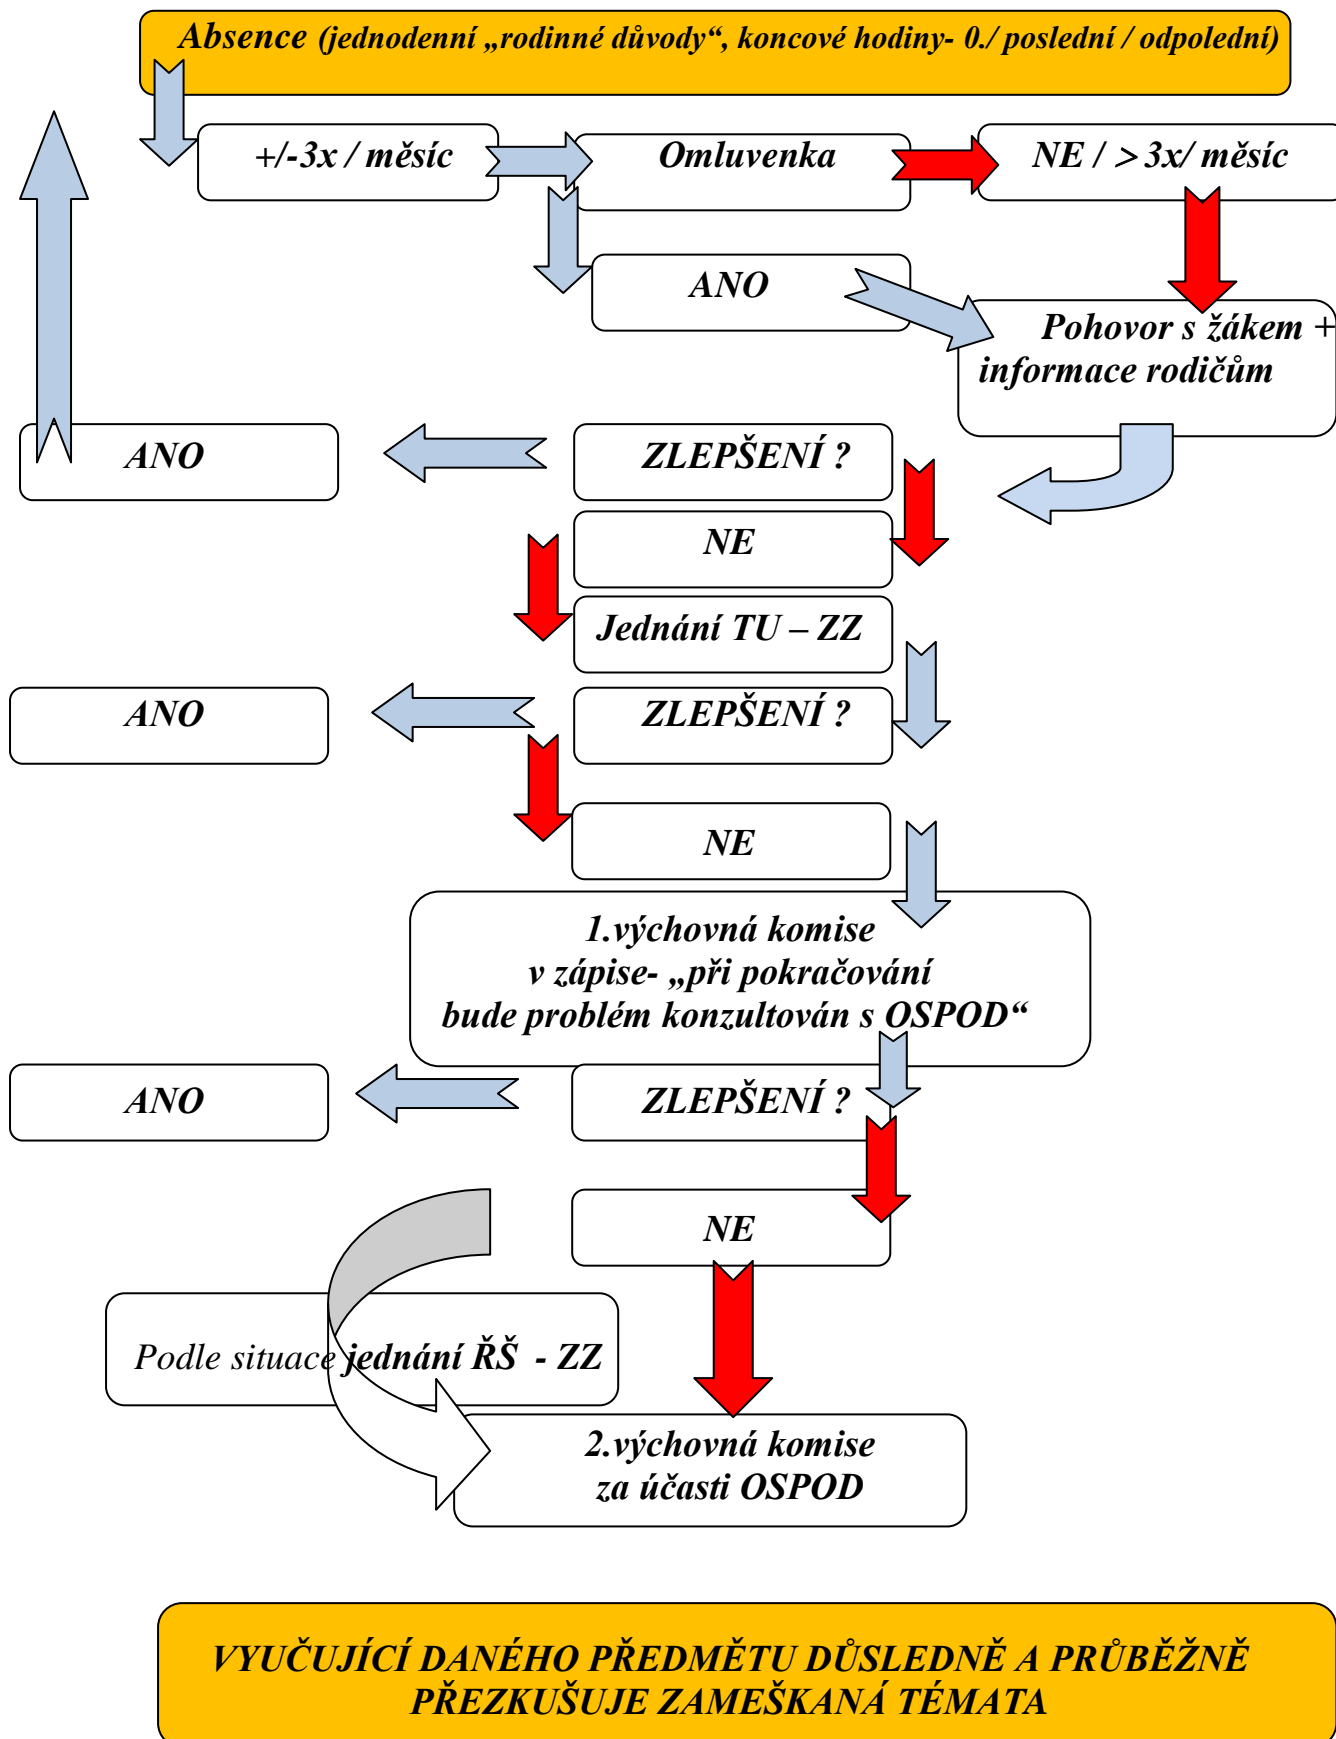 Absence (jednodenní „rodinné důvody“, koncové hodiny- 0./ poslední / odpolední)
+/-3x / měsíc
Omluvenka
NE / > 3x/ měsíc
ANO
Pohovor s žákem +
informace rodičům
ANO
ZLEPŠENÍ ?
NE
Jednání TU – ZZ
ANO
ZLEPŠENÍ ?
NE
1.výchovná komise
v zápise- „při pokračování
bude problém konzultován s OSPOD“
ANO
ZLEPŠENÍ ?
NE
Podle situace jednání ŘŠ - ZZ
2.výchovná komise
za účasti OSPOD
VYUČUJÍCÍ DANÉHO PŘEDMĚTU DŮSLEDNĚ A PRŮBĚŽNĚ
PŘEZKUŠUJE ZAMEŠKANÁ TÉMATA